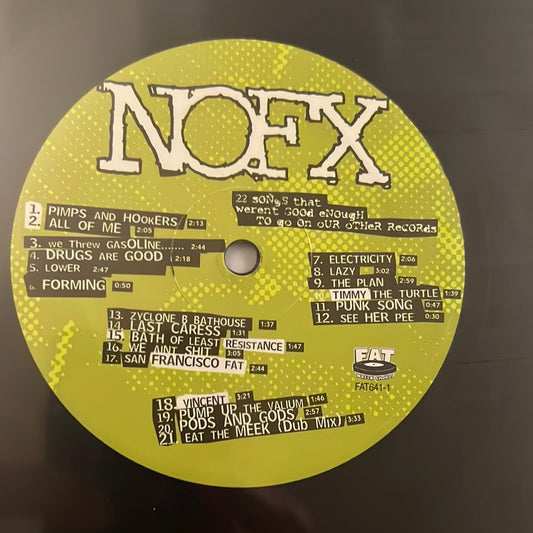 NOFX
22 SONgS that
werent GOOD eNOUgH
TO go On oUR oTHeR RecoRDs
1. PIMPS AND HOOKERS 2:13
2. ALL OF ME 2:05
3. we Threw GASOLINe....... 2:44
4. DRUGS ARE GOOD 2:18
5. LOWER 2:47
6. FORMING 0:50
7. ELECTRICITY 2:06
8. LAZY 3:02
9. THE PLAN 2:59
10. TIMMY THE TURTLE 1:39
11. PUNK SONG 0:47
12. SEE HER PEE 0:30
13. ZYCLONE B BATHOUSE 1:37
14. LAST CARESS 1:31
15. BATH OF LEAST RESISTANCE 1:47
16. WE AINT SHIT 3:05
17. SAN FRANCISCO FAT 2:44
18. VINCENT 3:21
19. PUMP UP THE VALIUM 1:46
20. PODS AND GODS 2:57
21 EAT THE MEEK (Dub Mix) 3:33
FAT
WRECK CHORDS
FAT641-1